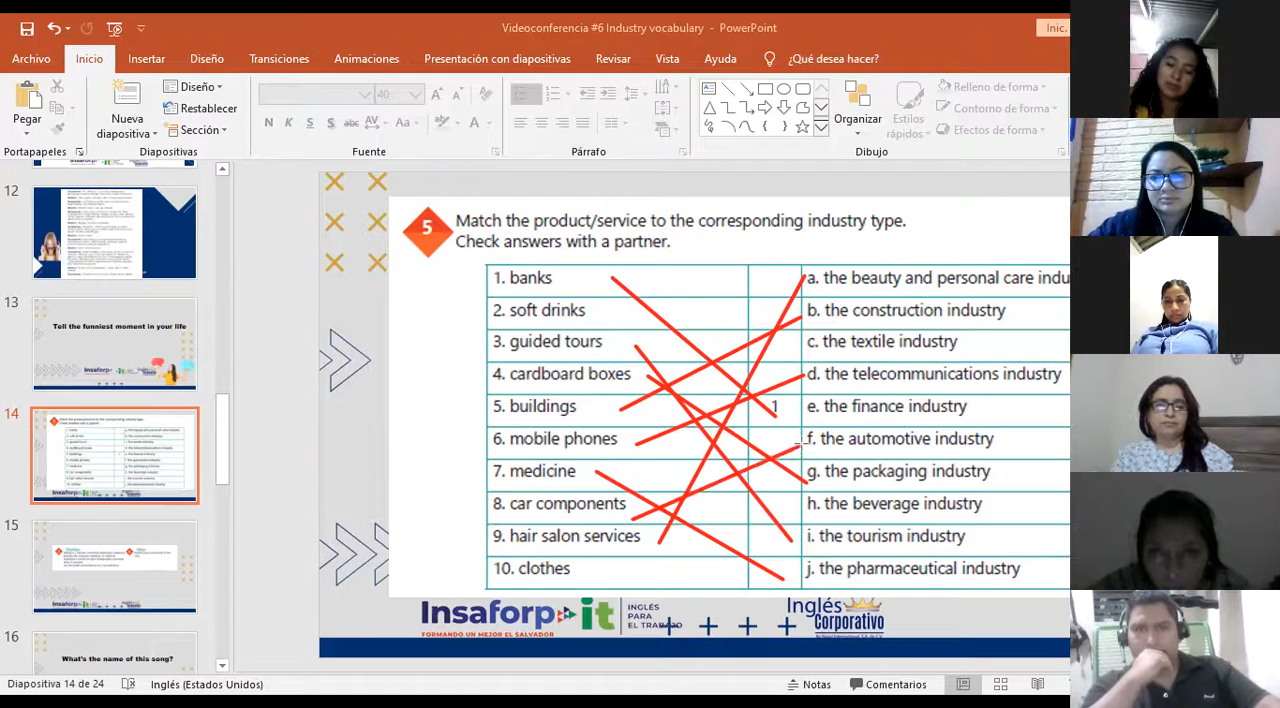 Videoconferencia #6 Industry vocabulary - PowerPoint
Inic.
Archivo Inicio Insertar Diseño Transiciones Animaciones Presentación con diapositivas Revisar Vista Ayuda ¿Qué desea hacer?
Pegar
Portapapeles
Nueva diapositiva
Diseño
Restablecer
Sección
Diapositivas
40
N K S S abc AV Aa A
Fuente
Párrafo
Organizar
Estilos rápidos
Dibujo
Relleno de forma
Contorno de forma
Efectos de forma
12
13
Tell the funniest moment in your life
14
15
16
What's the name of this song?
5
Match the product/service to the corresponding industry type.
Check answers with a partner.
1. banks a. the beauty and personal care indu
2. soft drinks b. the construction industry
3. guided tours c. the textile industry
4. cardboard boxes d. the telecommunications industry
5. buildings 1 e. the finance industry
6. mobile phones f. the automotive industry
7. medicine g. the packaging industry
8. car components h. the beverage industry
9. hair salon services i. the tourism industry
10. clothes j. the pharmaceutical industry
Insaforp it
FORMANDO UN MEJOR EL SALVADOR
INGLÉS
PARA
EL TRABAJO
Inglés
Corporativo
Diapositiva 14 de 24 Inglés (Estados Unidos) Notas Comentarios